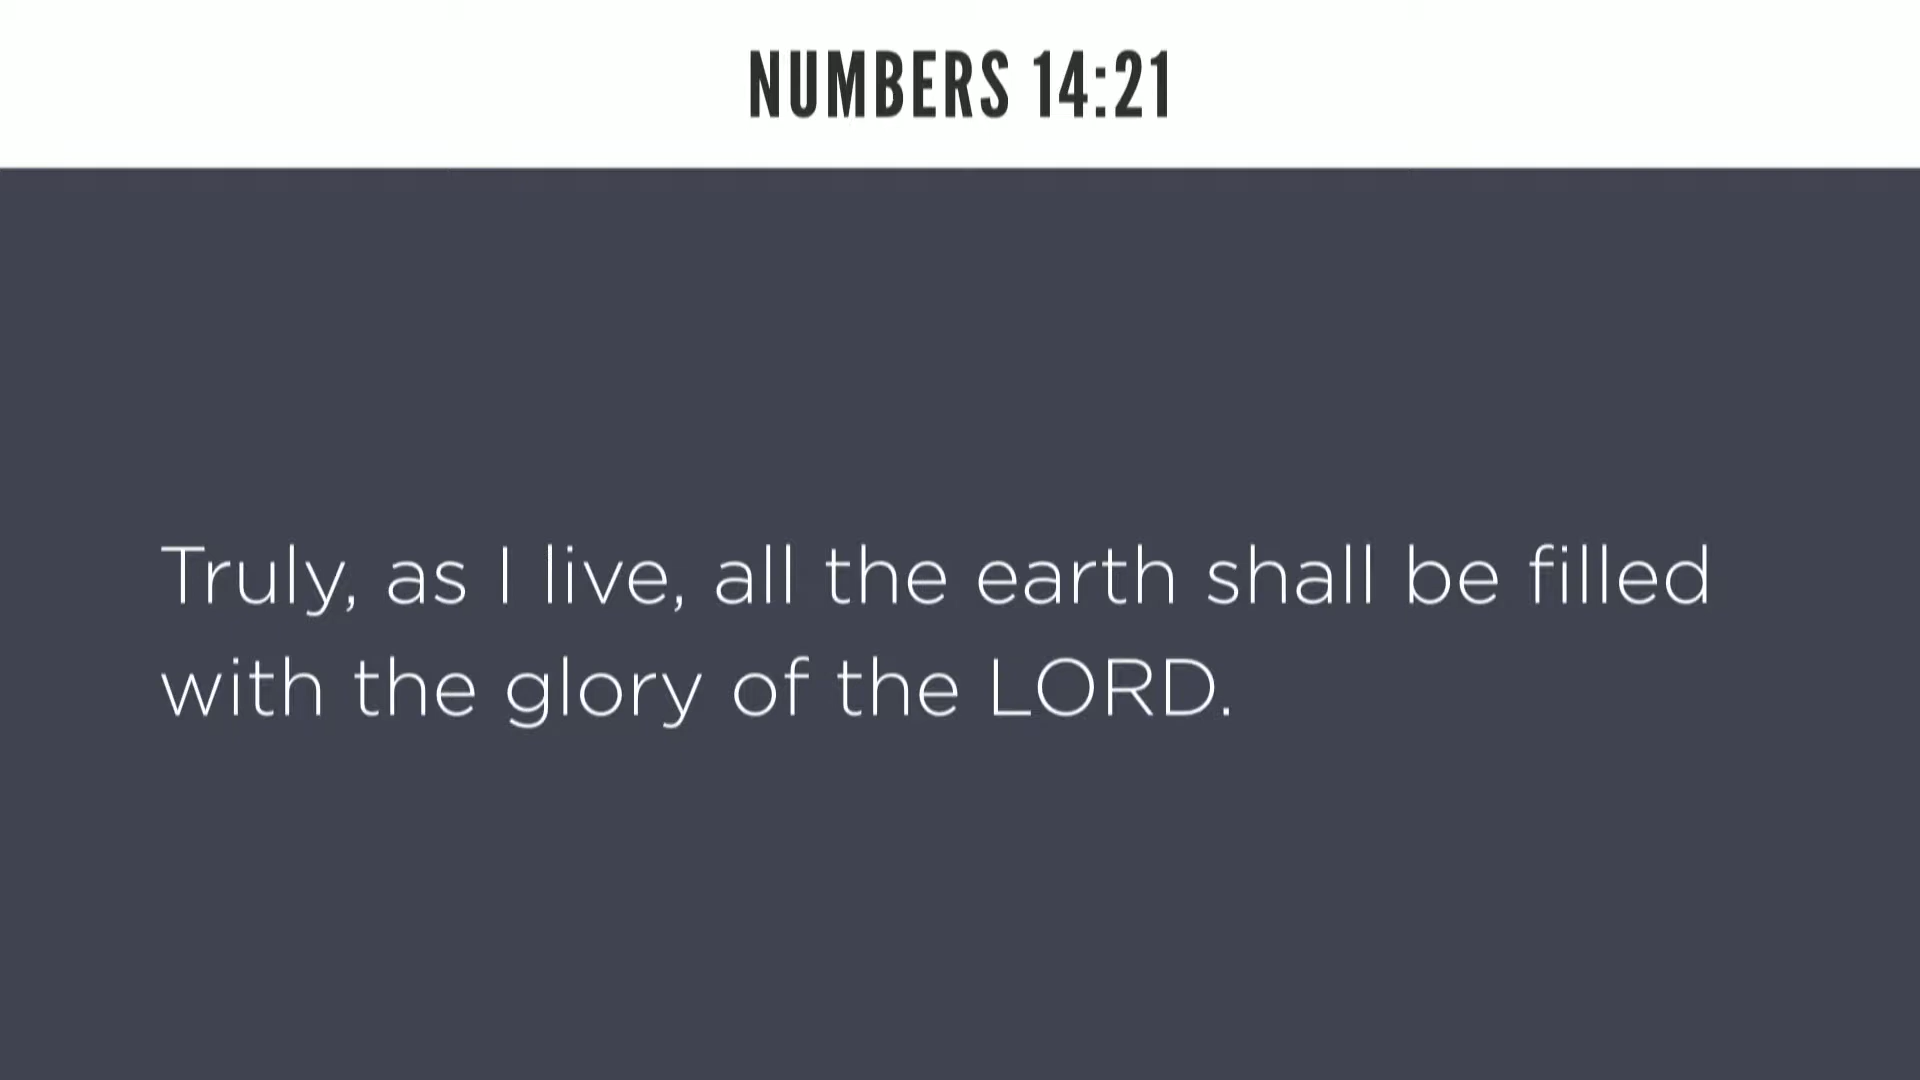 NUMBERS 14:21
Truly, as I live, all the earth shall be filled
with the glory of the LORD.